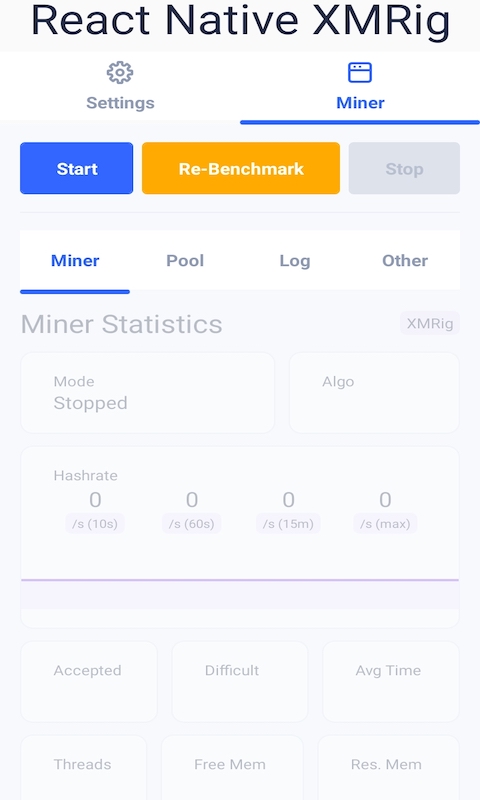 React Native XMRig
Settings
Miner
Start
Re-Benchmark
Stop
Miner
Pool
Log
Other
Miner Statistics
XMRig
Mode
Stopped
Algo
Hashrate
0
0
0
0
/s (10s)
/s (60s)
/s (15m)
/s (max)
Accepted
Difficult
Avg Time
Threads
Free Mem
Res. Mem